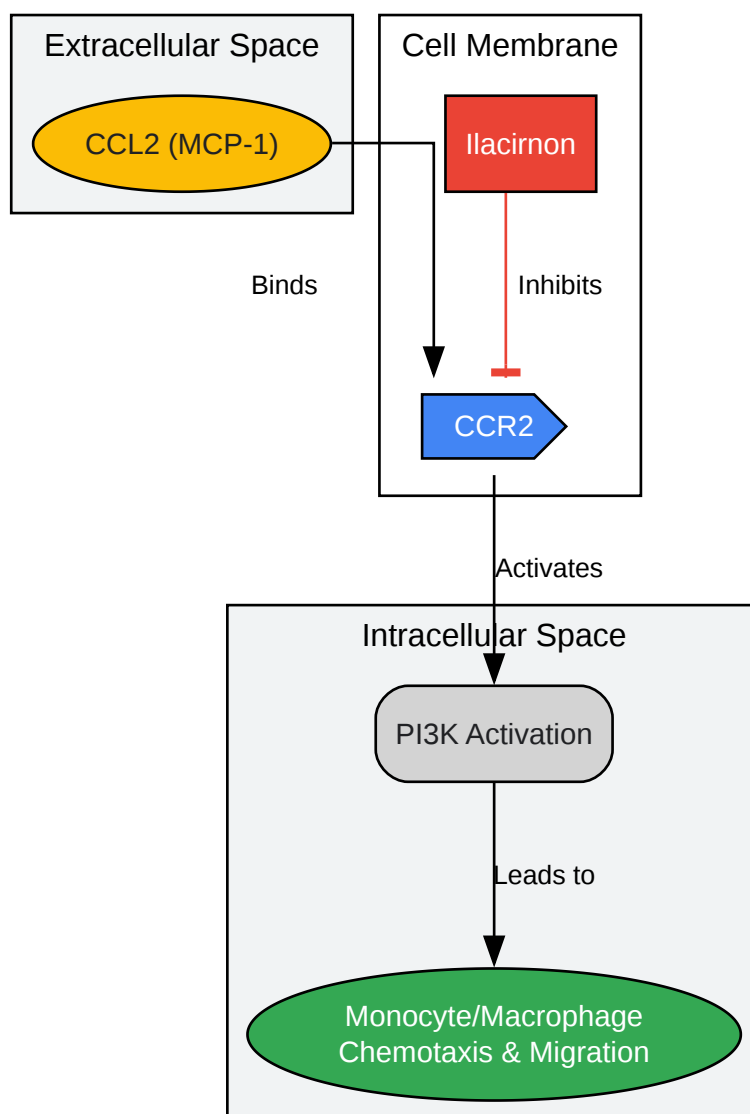 Extracellular Space
Cell Membrane
CCL2 (MCP-1)
Ilacirnon
Binds
Inhibits
CCR2
Activates
Intracellular Space
PI3K Activation
Leads to
Monocyte/Macrophage
Chemotaxis & Migration